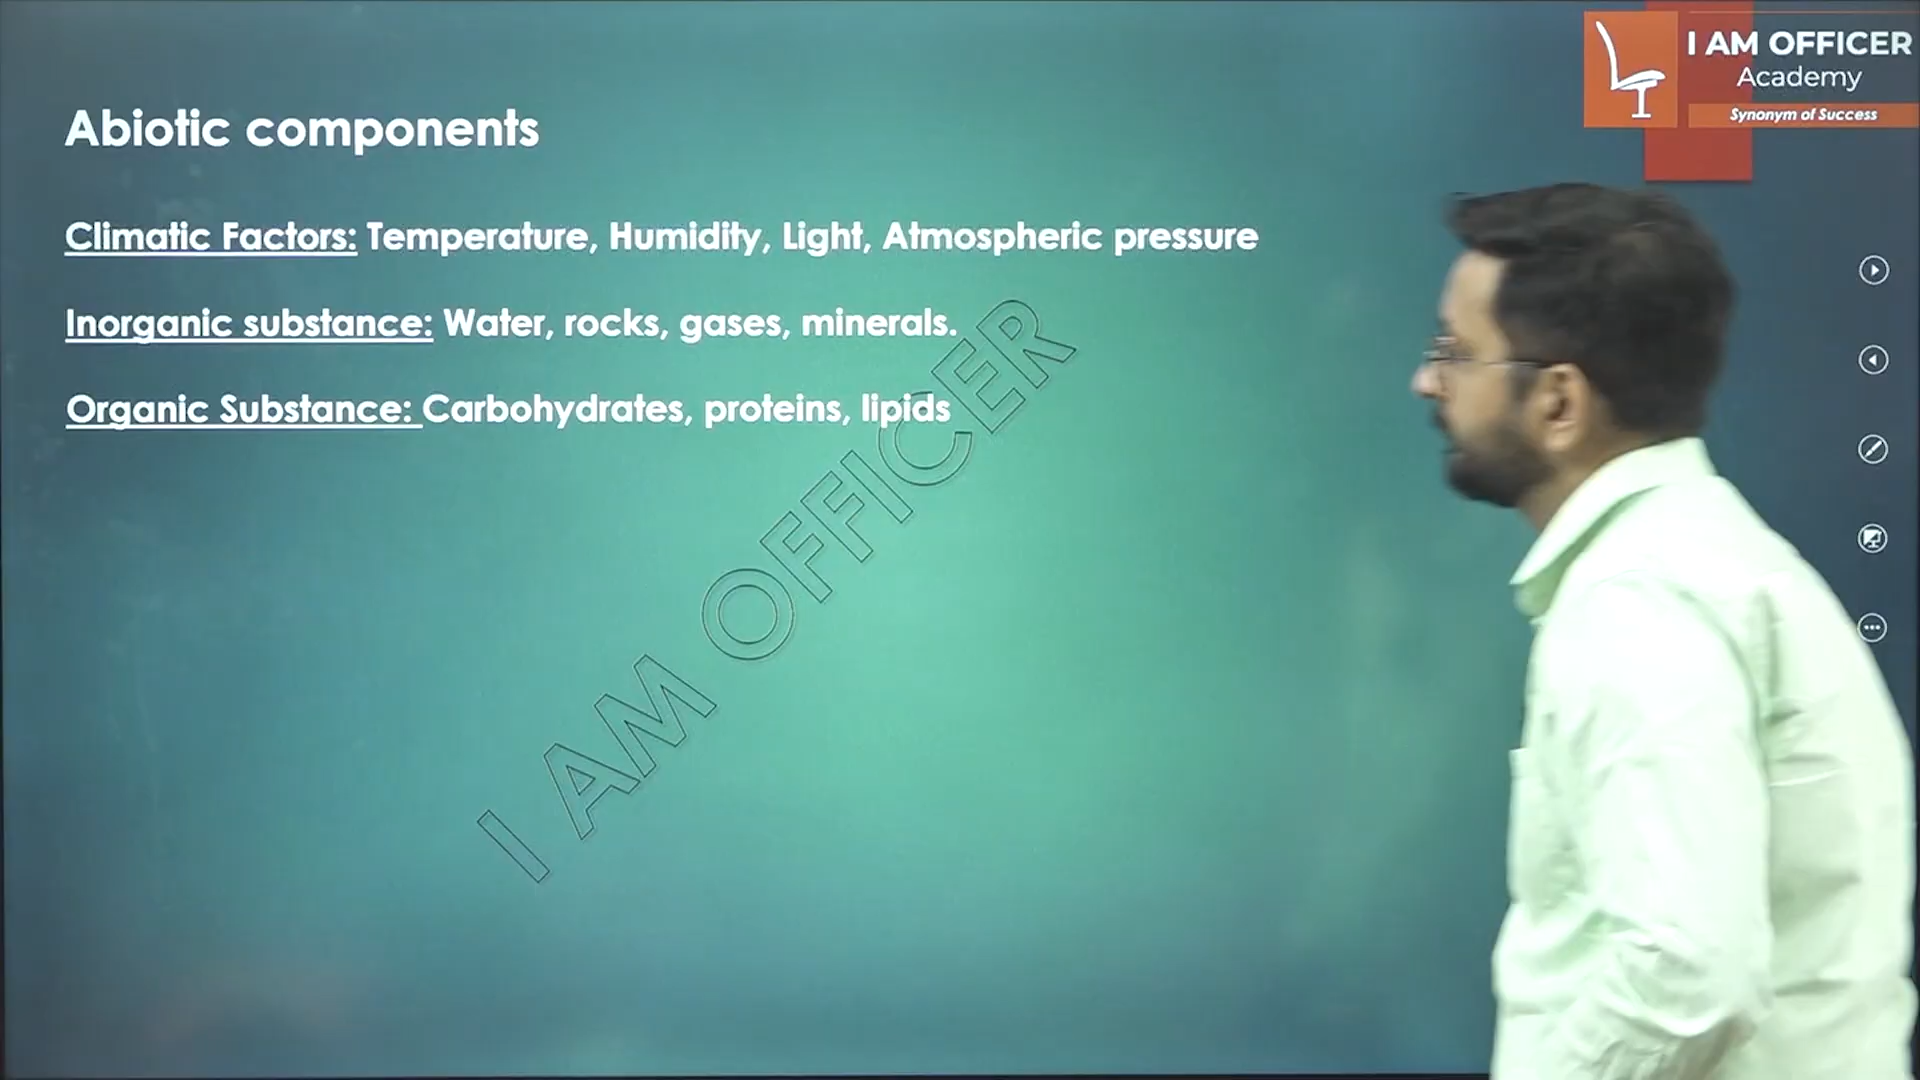 I AM OFFICER
Academy
Synonym of Success
Abiotic components
Climatic Factors: Temperature, Humidity, Light, Atmospheric pressure
Inorganic substance: Water, rocks, gases, minerals.
Organic Substance: Carbohydrates, proteins, lipids
I AM OFFICER